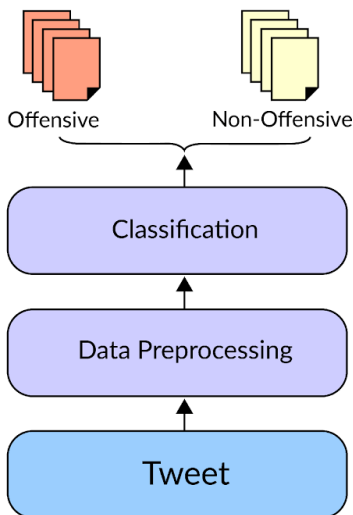 Offensive
Non-Offensive
Classification
Data Preprocessing
Tweet